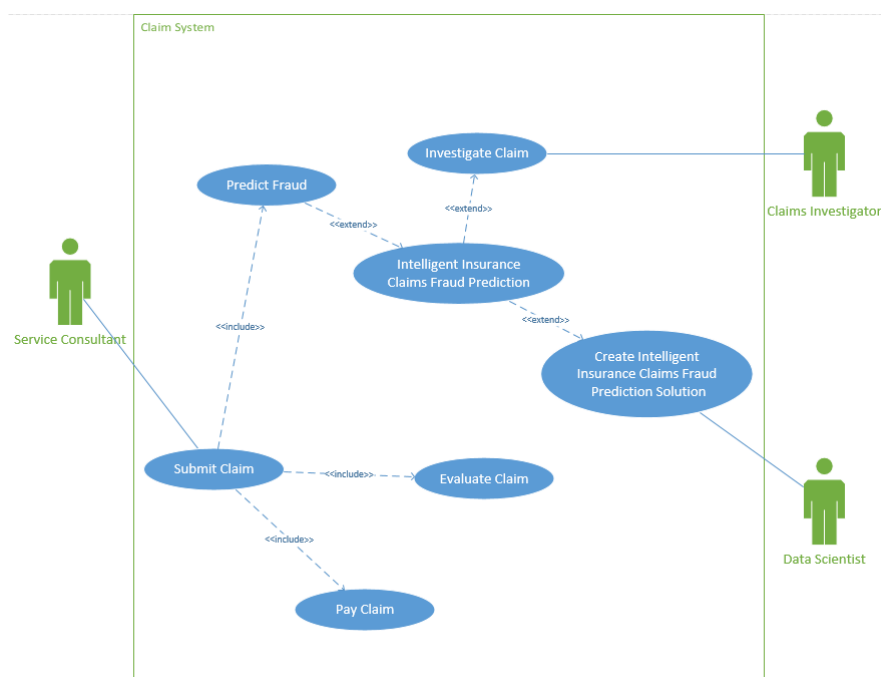 Claim System
Investigate Claim
Predict Fraud
<<extend>>
Claims Investigator
<<extend>>
Intelligent Insurance
Claims Fraud Prediction
<<extend>>
<<include>>
Service Consultant
Create Intelligent
Insurance Claims Fraud
Prediction Solution
Submit Claim
<<include>>
Evaluate Claim
<<include>>
Data Scientist
Pay Claim